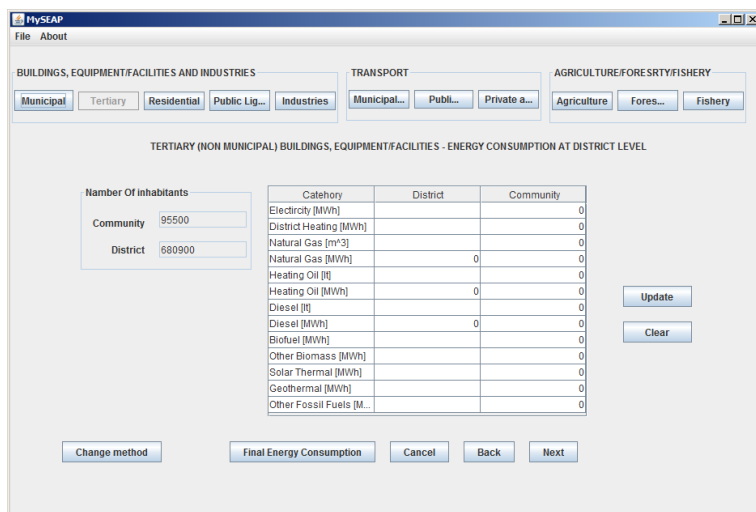 MySEAP
File About
BUILDINGS, EQUIPMENT/FACILITIES AND INDUSTRIES TRANSPORT AGRICULTURE/FORESRTY/FISHERY
Municipal Tertiary Residential Public Lig... Industries Municipal... Publi... Private a... Agriculture Fores... Fishery
TERTIARY (NON MUNICIPAL) BUILDINGS, EQUIPMENT/FACILITIES - ENERGY CONSUMPTION AT DISTRICT LEVEL
Namber Of inhabitants
Community 95500
District 680900
Catehory District Community
Electircity [MWh] 0
District Heating [MWh] 0
Natural Gas [m^3] 0
Natural Gas [MWh] 0 0
Heating Oil [lt] 0
Heating Oil [MWh] 0 0
Diesel [lt] 0
Diesel [MWh] 0 0
Biofuel [MWh] 0
Other Biomass [MWh] 0
Solar Thermal [MWh] 0
Geothermal [MWh] 0
Other Fossil Fuels [M... 0
Update
Clear
Change method Final Energy Consumption Cancel Back Next